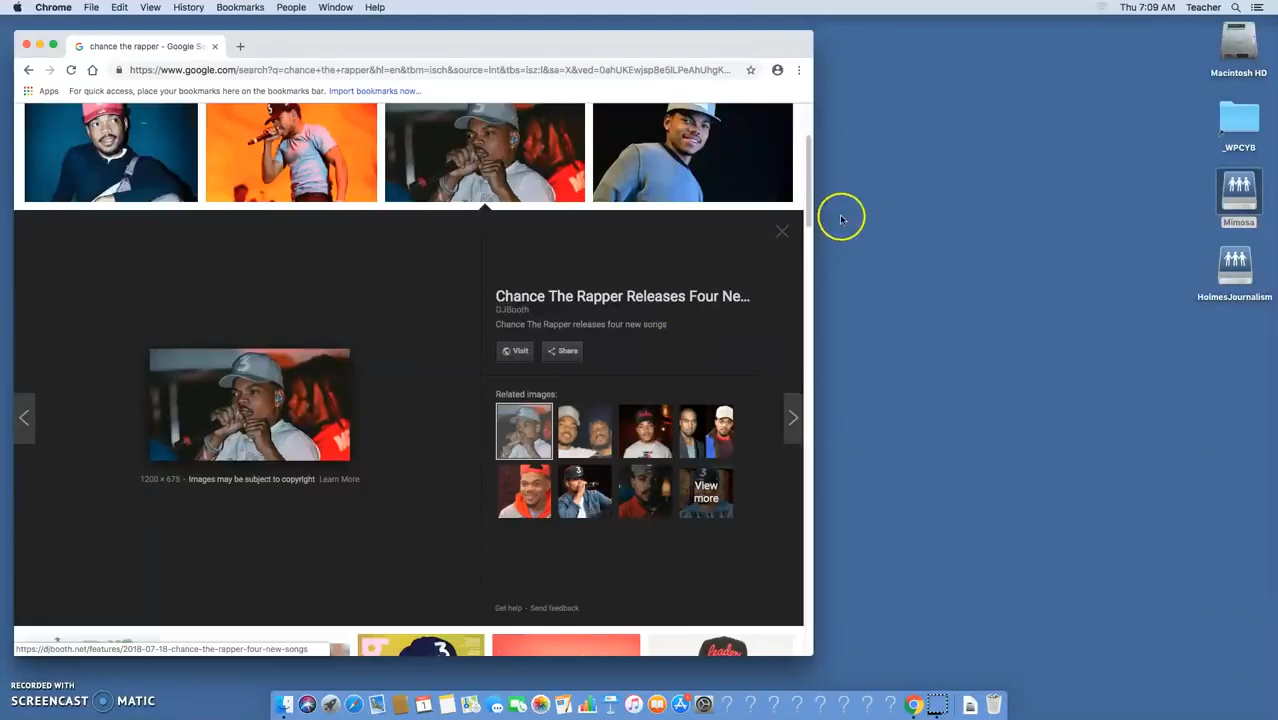 Chrome File Edit View History Bookmarks People Window Help Thu 7:09 AM Teacher
chance the rapper - Google Se
https://www.google.com/search?q=chance+the+rapper&hl=en&tbm=isch&source=lnt&tbs=isz:l&sa=X&ved=0ahUKEwjsp8e5lLPeAhUhgK...
Apps For quick access, place your bookmarks here on the bookmarks bar. Import bookmarks now...
Macintosh HD
_WPCYB
Mimosa
HolmesJournalism
3
Chance The Rapper Releases Four Ne...
DJBooth
Chance The Rapper releases four new songs
Visit Share
Related images:
3
View more
1200 × 675 - Images may be subject to copyright Learn More
Get help - Send feedback
3
https://djbooth.net/features/2018-07-18-chance-the-rapper-four-new-songs
RECORDED WITH
SCREENCAST MATIC